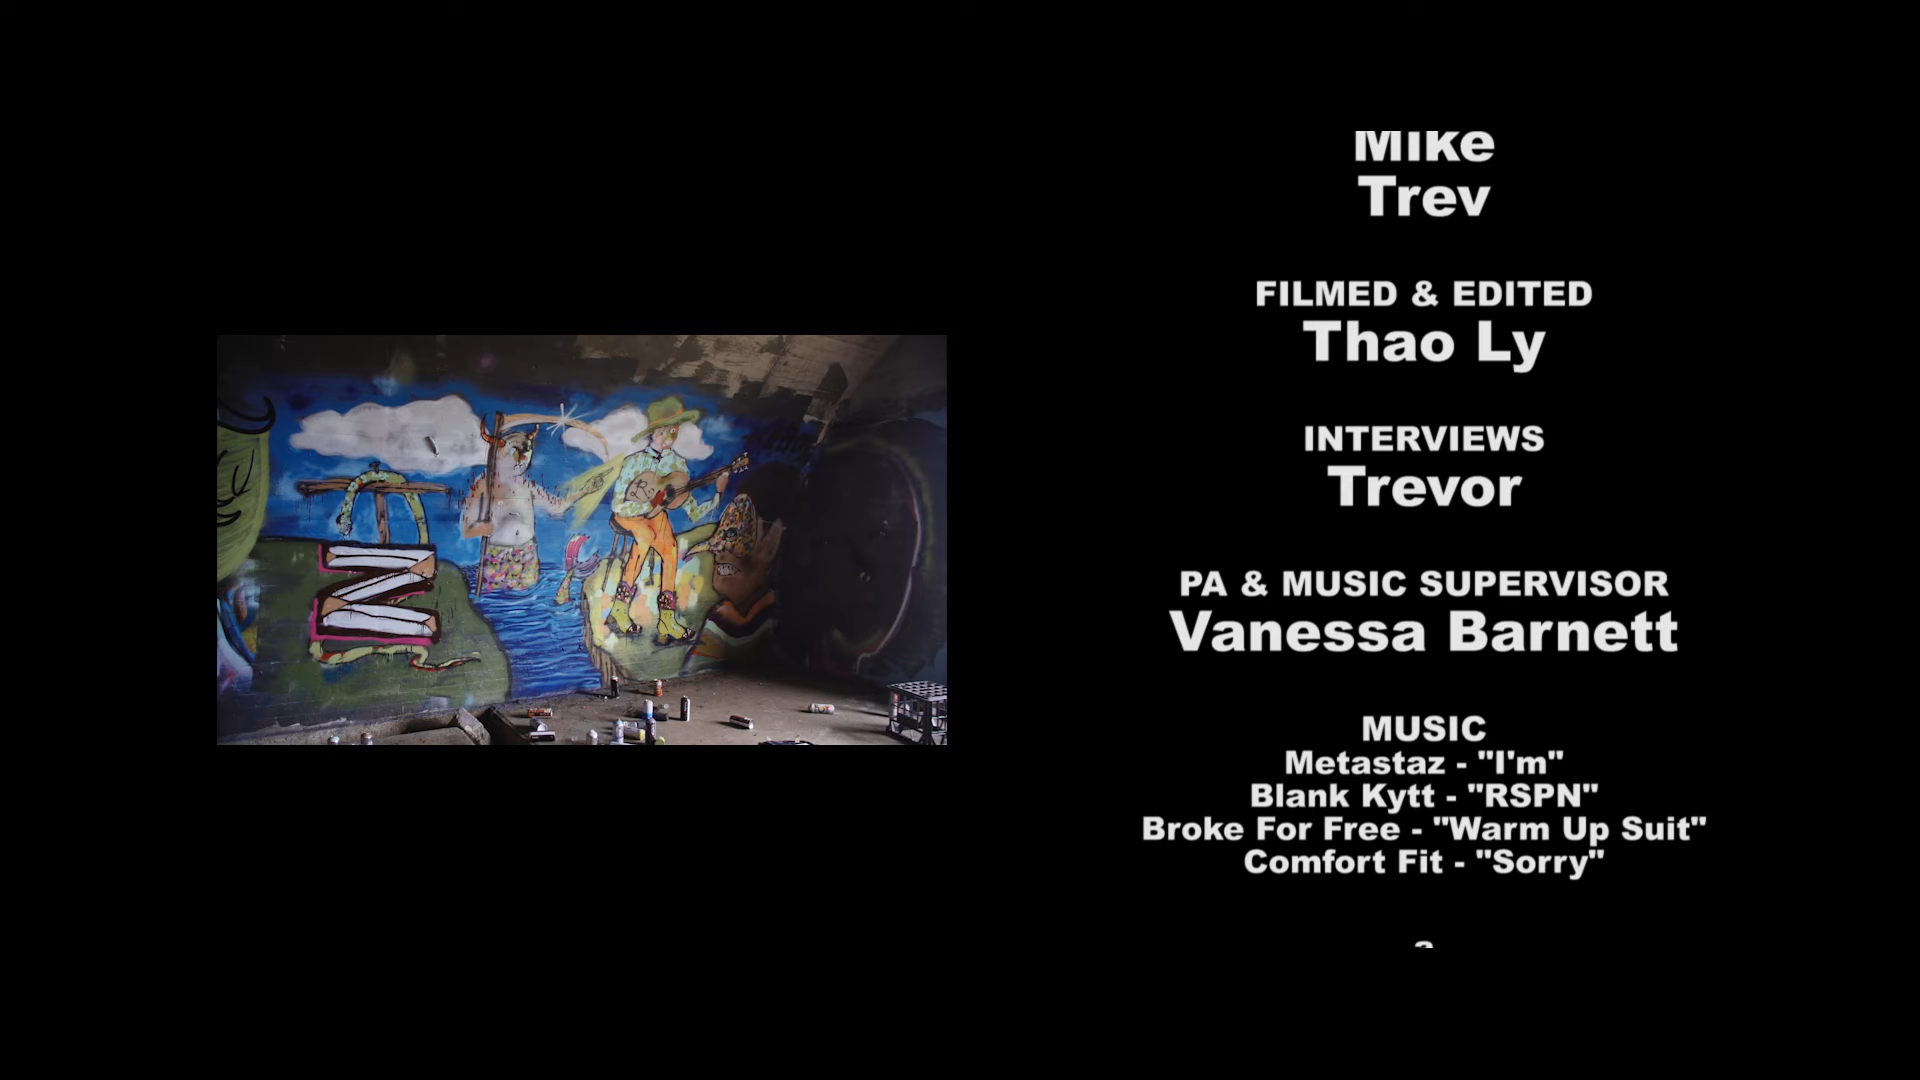 Mike
Trev
FILMED & EDITED
Thao Ly
INTERVIEWS
Trevor
PA & MUSIC SUPERVISOR
Vanessa Barnett
MUSIC
Metastaz - "I'm"
Blank Kytt - "RSPN"
Broke For Free - "Warm Up Suit"
Comfort Fit - "Sorry"